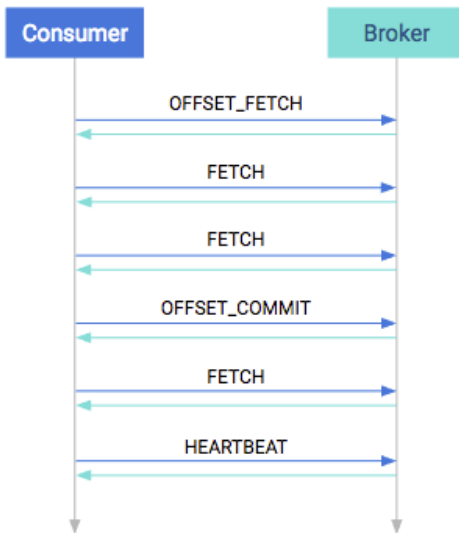 Consumer
Broker
OFFSET_FETCH
FETCH
FETCH
OFFSET_COMMIT
FETCH
HEARTBEAT